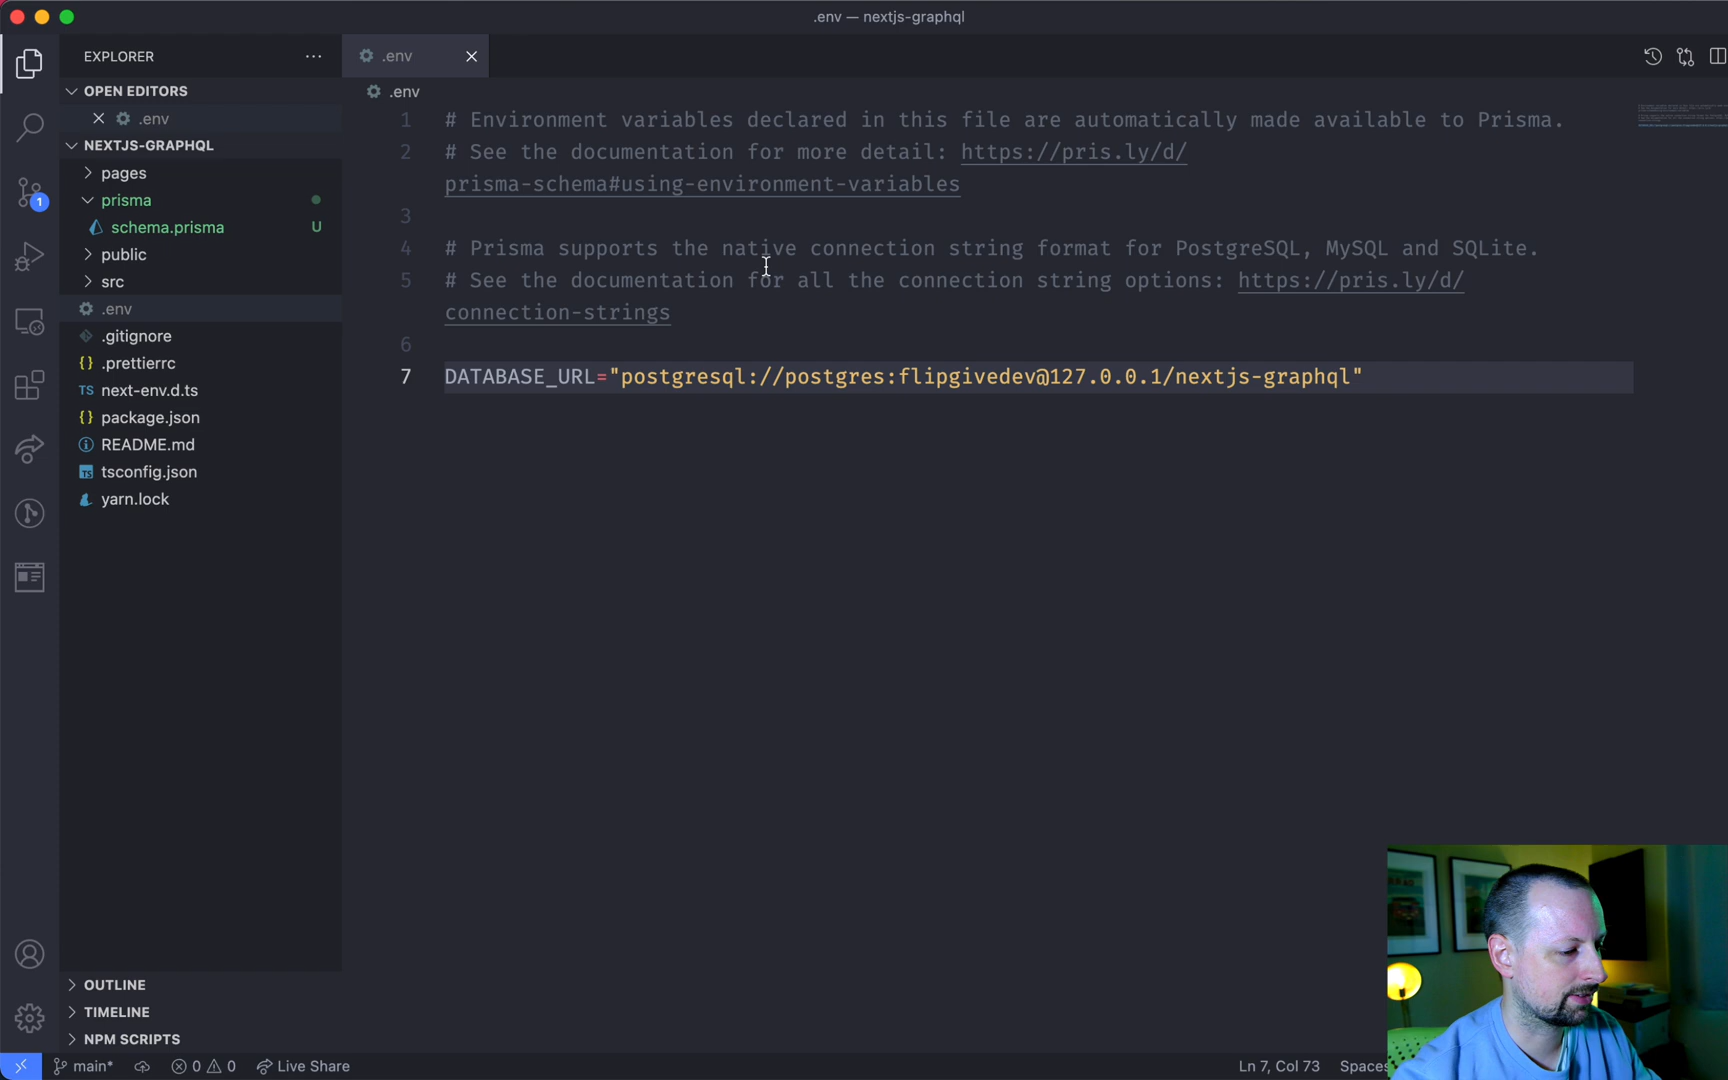 .env — nextjs-graphql
EXPLORER
.env
OPEN EDITORS
.env
.env
NEXTJS-GRAPHQL
pages
prisma
schema.prisma U
public
src
.env
.gitignore
.prettierrc
next-env.d.ts
package.json
README.md
tsconfig.json
yarn.lock
1
1 # Environment variables declared in this file are automatically made available to Prisma.
2 # See the documentation for more detail: https://pris.ly/d/
prisma-schema#using-environment-variables
3
4 # Prisma supports the native connection string format for PostgreSQL, MySQL and SQLite.
5 # See the documentation for all the connection string options: https://pris.ly/d/
connection-strings
6
7 DATABASE_URL="postgresql://postgres:flipgivedev@127.0.0.1/nextjs-graphql"
OUTLINE
TIMELINE
NPM SCRIPTS
main* 0 0 Live Share
Ln 7, Col 73 Spaces